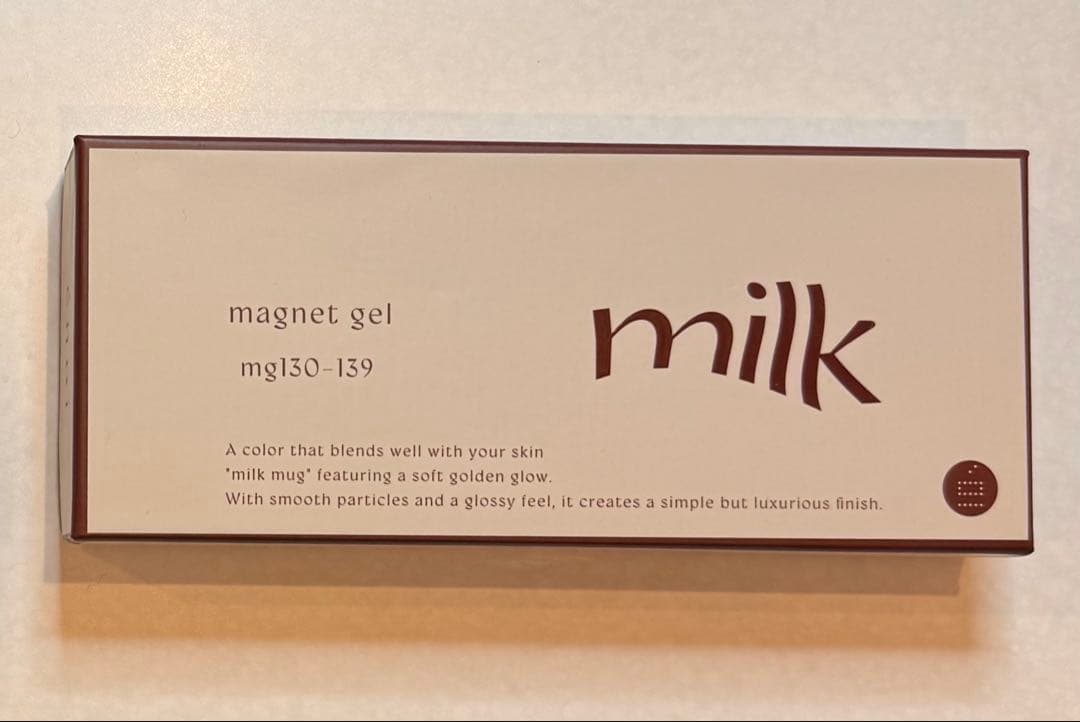 magnet gel
mg130-139
milk
A color that blends well with your skin
"milk mug" featuring a soft golden glow.
With smooth particles and a glossy feel, it creates a simple but luxurious finish.